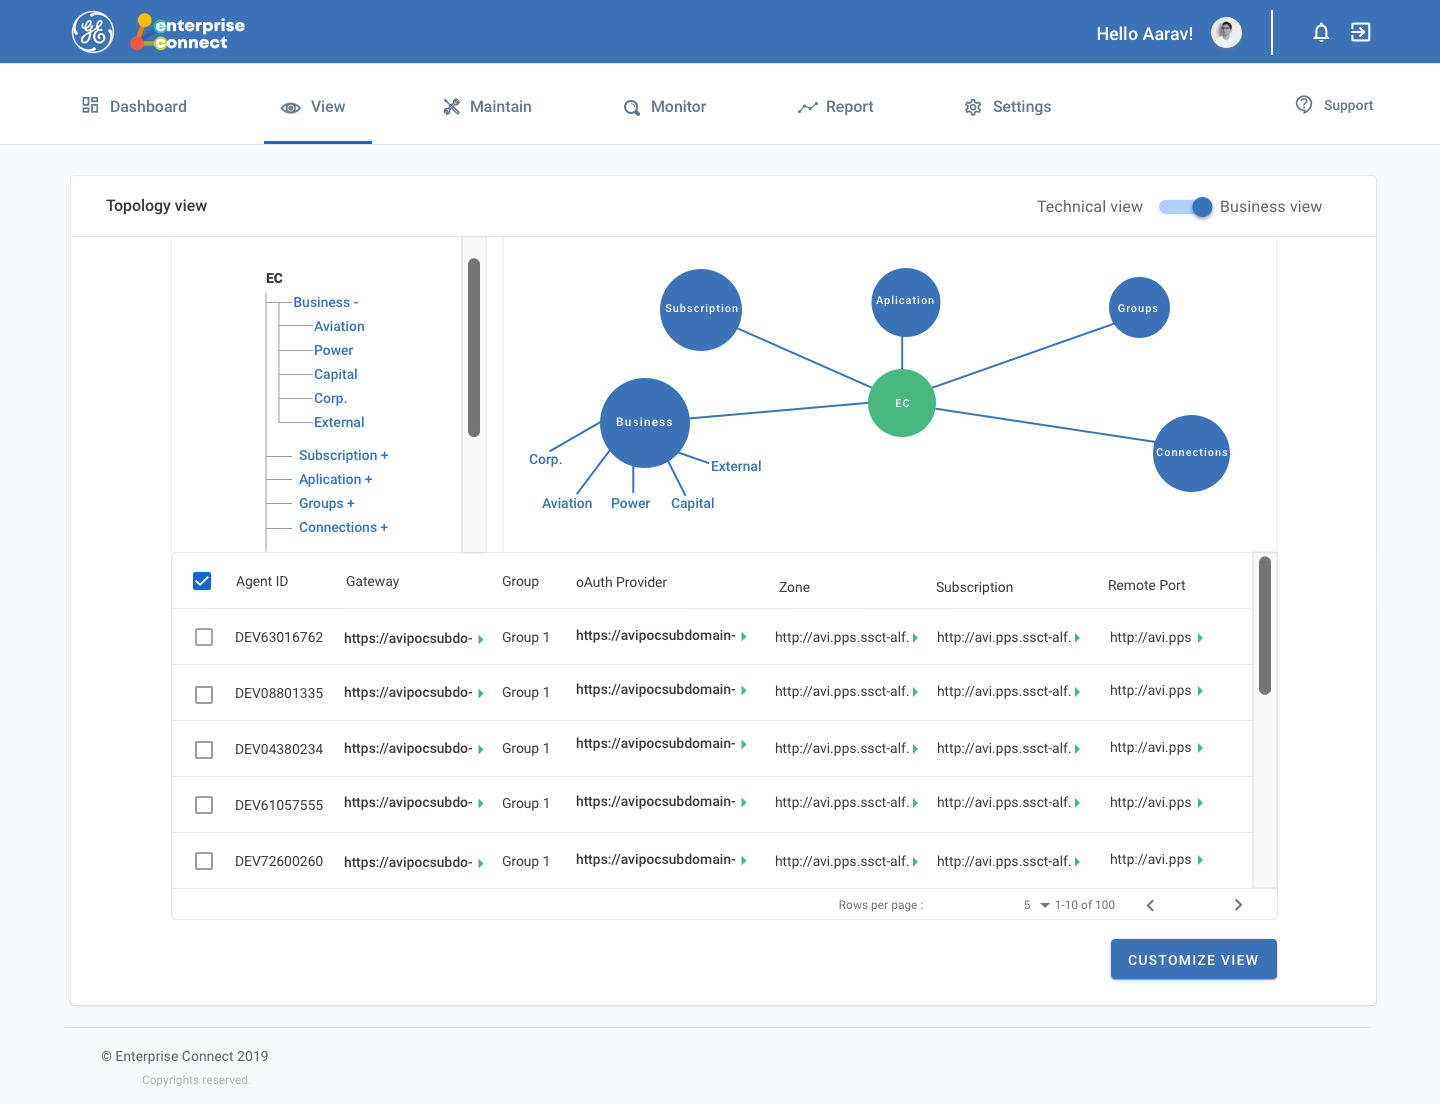 GE
enterprise
connect
Hello Aarav!
Dashboard
View
Maintain
Monitor
Report
Settings
Support
Topology view
Technical view
Business view
EC
Business -
Aviation
Power
Capital
Corp.
External
Subscription +
Aplication +
Groups +
Connections +
Subscription
Aplication
Groups
EC
Business
Connections
Corp.
External
Aviation
Power
Capital
Agent ID Gateway Group oAuth Provider Zone Subscription Remote Port
DEV63016762 https://avipocsubdo- Group 1 https://avipocsubdomain- http://avi.pps.ssct-alf. http://avi.pps.ssct-alf. http://avi.pps
DEV08801335 https://avipocsubdo- Group 1 https://avipocsubdomain- http://avi.pps.ssct-alf. http://avi.pps.ssct-alf. http://avi.pps
DEV04380234 https://avipocsubdo- Group 1 https://avipocsubdomain- http://avi.pps.ssct-alf. http://avi.pps.ssct-alf. http://avi.pps
DEV61057555 https://avipocsubdo- Group 1 https://avipocsubdomain- http://avi.pps.ssct-alf. http://avi.pps.ssct-alf. http://avi.pps
DEV72600260 https://avipocsubdo- Group 1 https://avipocsubdomain- http://avi.pps.ssct-alf. http://avi.pps.ssct-alf. http://avi.pps
Rows per page : 5 1-10 of 100
CUSTOMIZE VIEW
© Enterprise Connect 2019
Copyrights reserved.